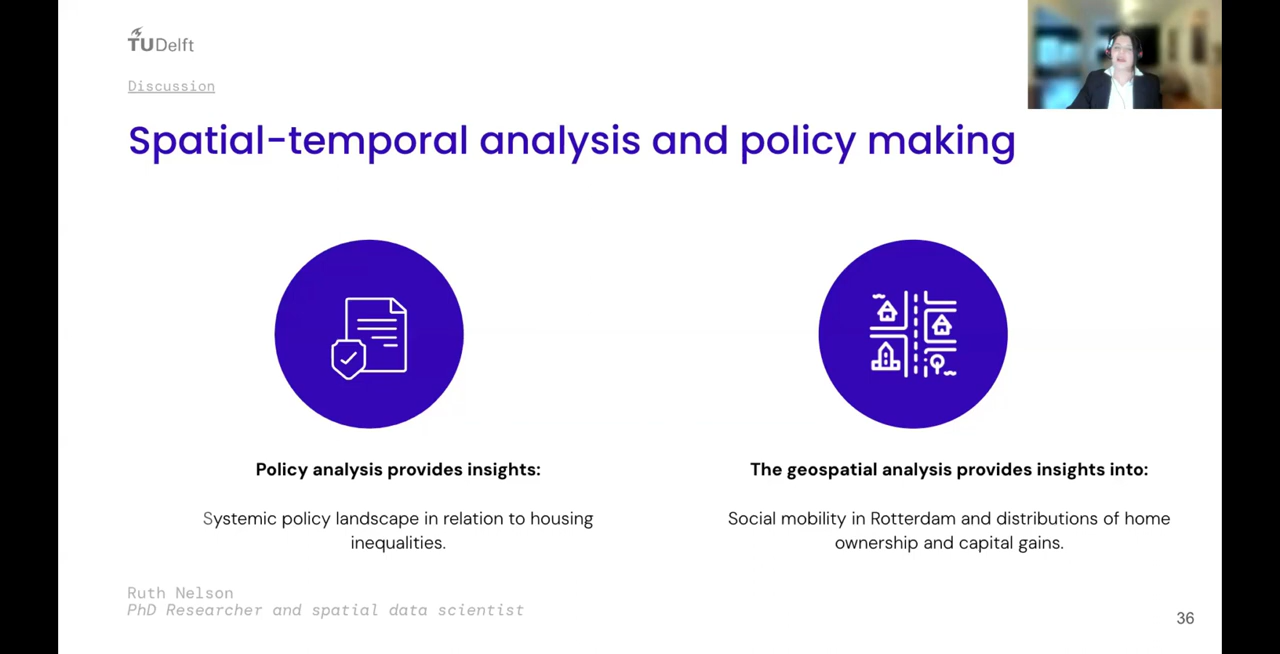 TUDelft
Discussion
Spatial-temporal analysis and policy making
Policy analysis provides insights:
Systemic policy landscape in relation to housing
inequalities.
The geospatial analysis provides insights into:
Social mobility in Rotterdam and distributions of home
ownership and capital gains.
Ruth Nelson
PhD Researcher and spatial data scientist
36